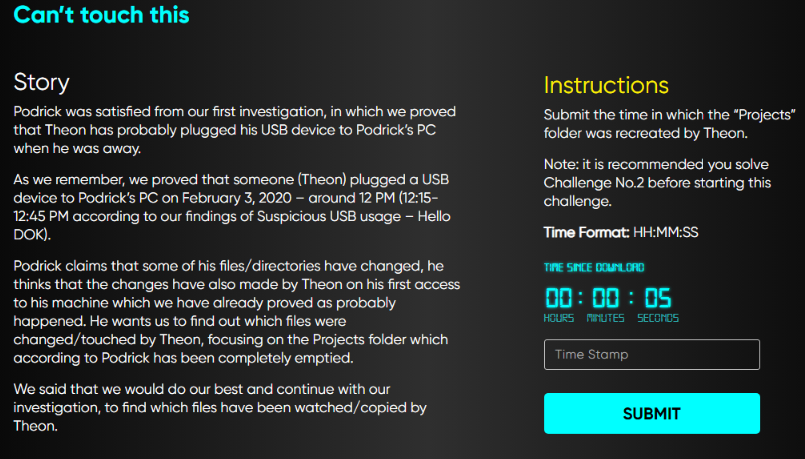 Can't touch this
Story
Podrick was satisfied from our first investigation, in which we proved
that Theon has probably plugged his USB device to Podrick's PC
when he was away.
As we remember, we proved that someone (Theon) plugged a USB
device to Podrick's PC on February 3, 2020 – around 12 PM (12:15-
12:45 PM according to our findings of Suspicious USB usage – Hello
DOK).
Podrick claims that some of his files/directories have changed, he
thinks that the changes have also made by Theon on his first access
to his machine which we have already proved as probably
happened. He wants us to find out which files were
changed/touched by Theon, focusing on the Projects folder which
according to Podrick has been completely emptied.
We said that we would do our best and continue with our
investigation, to find which files have been watched/copied by
Theon.
Instructions
Submit the time in which the "Projects"
folder was recreated by Theon.
Note: it is recommended you solve
Challenge No.2 before starting this
challenge.
Time Format: HH:MM:SS
TIME SINCE DOWNLOAD
00 : 00 : 05
HOURS MINUTES SECONDS
Time Stamp
SUBMIT